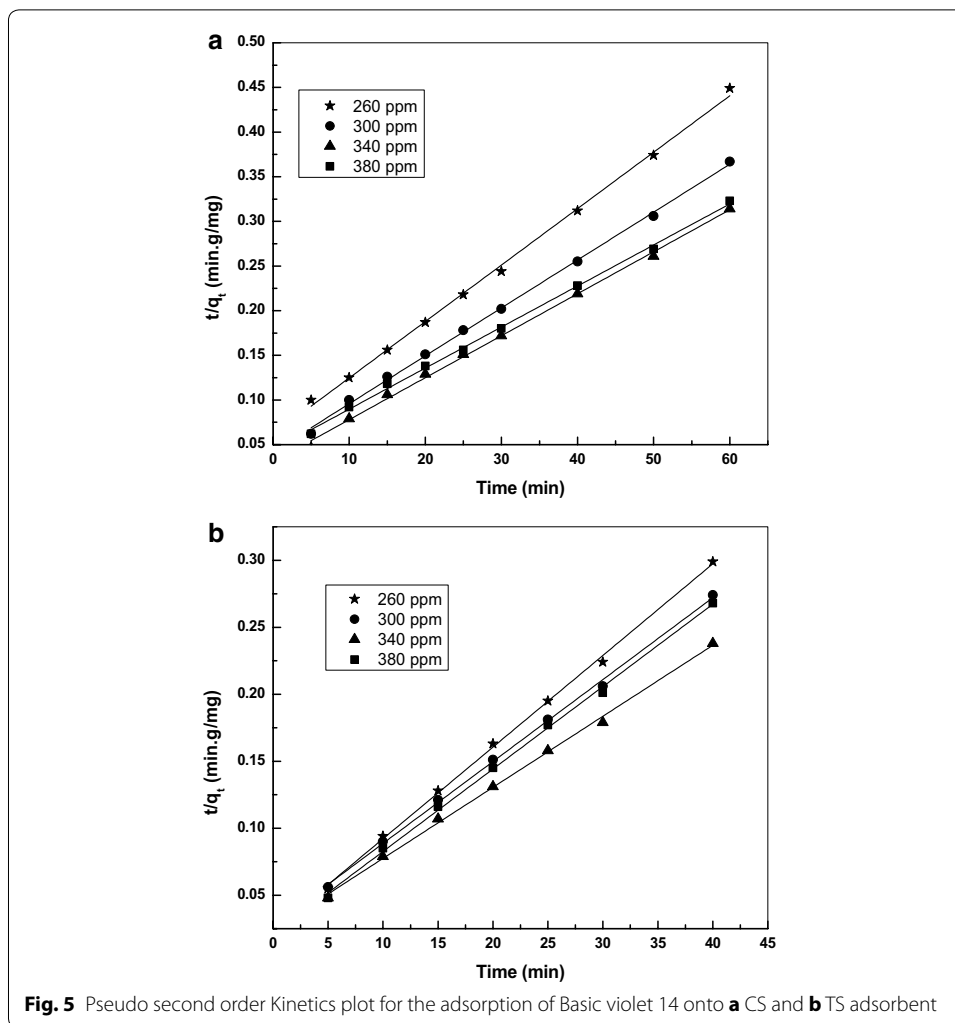 a
0.50
0.45
0.40
0.35
0.30
0.25
0.20
0.15
0.10
0.05
t/qt (min.g/mg)
260 ppm
300 ppm
340 ppm
380 ppm
0 10 20 30 40 50 60
Time (min)
b
0.30
0.25
0.20
0.15
0.10
0.05
t/qt (min.g/mg)
260 ppm
300 ppm
340 ppm
380 ppm
0 5 10 15 20 25 30 35 40 45
Time (min)
Fig. 5 Pseudo second order Kinetics plot for the adsorption of Basic violet 14 onto a CS and b TS adsorbent